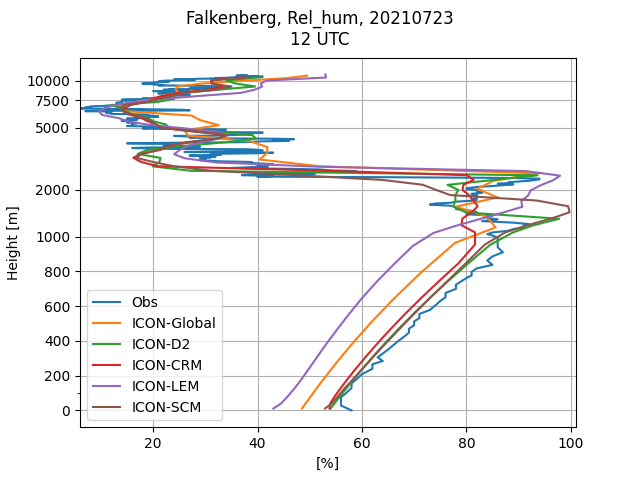 Falkenberg, Rel_hum, 20210723
12 UTC
Height [m]
10000
7500
5000
2000
1000
800
600
400
200
0
Obs
ICON-Global
ICON-D2
ICON-CRM
ICON-LEM
ICON-SCM
20
40
60
80
100
[%]